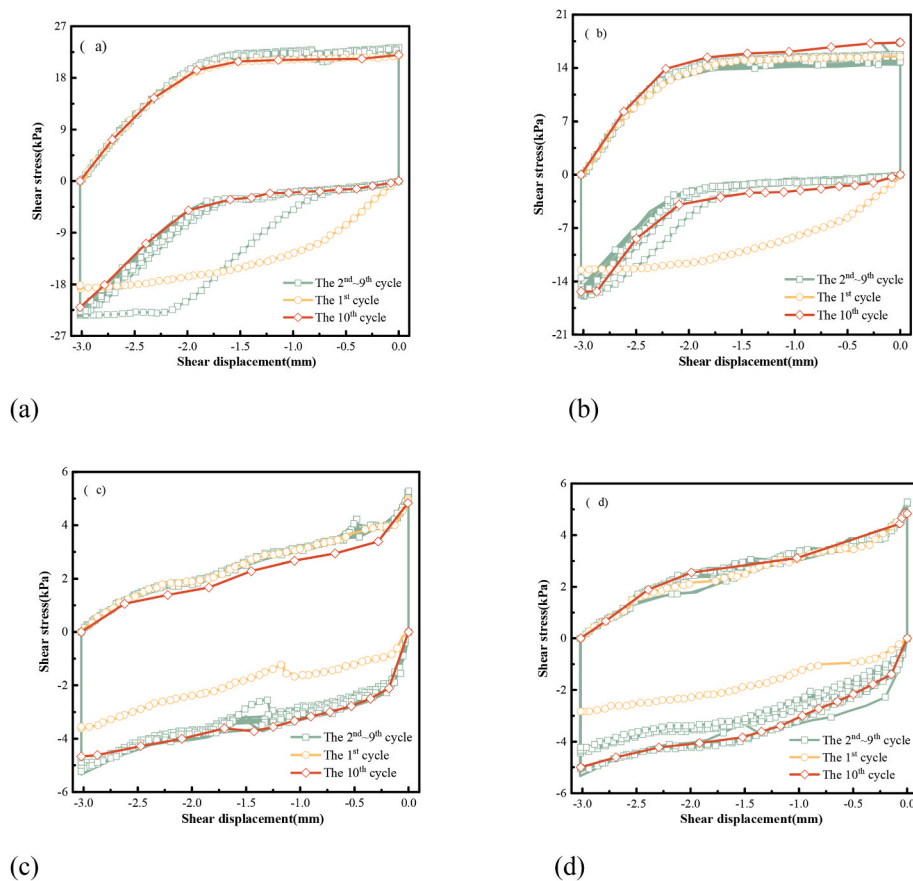 ( a)
27
18
9
0
-9
-18
-27
Shear stress(kPa)
The 2nd~9th cycle
The 1st cycle
The 10th cycle
-3.0 -2.5 -2.0 -1.5 -1.0 -0.5 0.0
Shear displacement(mm)
(a)
( b)
21
14
7
0
-7
-14
-21
Shear stress(kPa)
The 2nd~9th cycle
The 1st cycle
The 10th cycle
-3.0 -2.5 -2.0 -1.5 -1.0 -0.5 0.0
Shear displacement(mm)
(b)
( c)
6
4
2
0
-2
-4
-6
Shear stress(kPa)
The 2nd~9th cycle
The 1st cycle
The 10th cycle
-3.0 -2.5 -2.0 -1.5 -1.0 -0.5 0.0
Shear displacement(mm)
(c)
( d)
6
4
2
0
-2
-4
-6
Shear stress(kPa)
The 2nd~9th cycle
The 1st cycle
The 10th cycle
-3.0 -2.5 -2.0 -1.5 -1.0 -0.5 0.0
Shear displacement(mm)
(d)